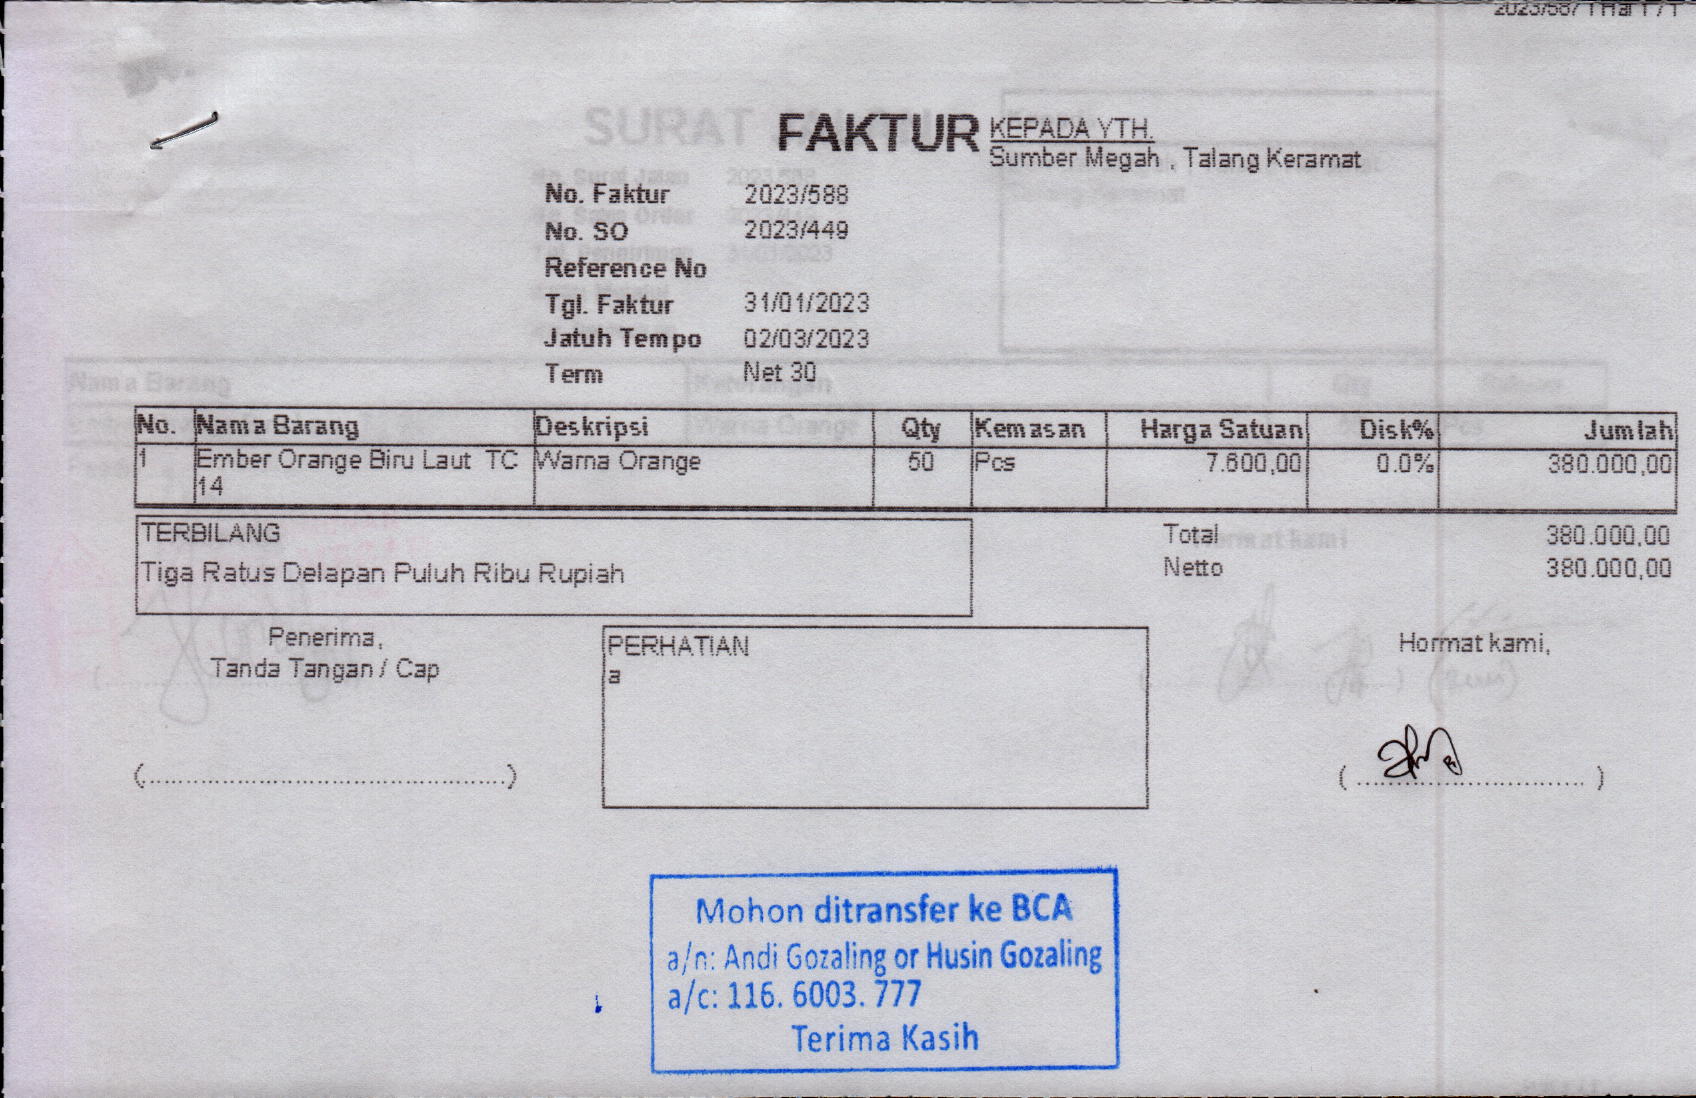 FAKTUR
KEPADA YTH.
Sumber Megah , Talang Keramat
No. Faktur 2023/588
No. SO 2023/449
Reference No
Tgl. Faktur 31/01/2023
Jatuh Tempo 02/03/2023
Term Net 30
No. Nama Barang Deskripsi Qty Kemasan Harga Satuan Disk% Jumlah
1 Ember Orange Biru Laut TC Warna Orange 50 Pcs 7.600,00 0.0% 380.000,00
14
TERBILANG
Tiga Ratus Delapan Puluh Ribu Rupiah
Total 380.000,00
Netto 380.000,00
Penerima,
Tanda Tangan / Cap
PERHATIAN
a
Hormat kami,
Mohon ditransfer ke BCA
a/n: Andi Gozaling or Husin Gozaling
a/c: 116. 6003. 777
Terima Kasih